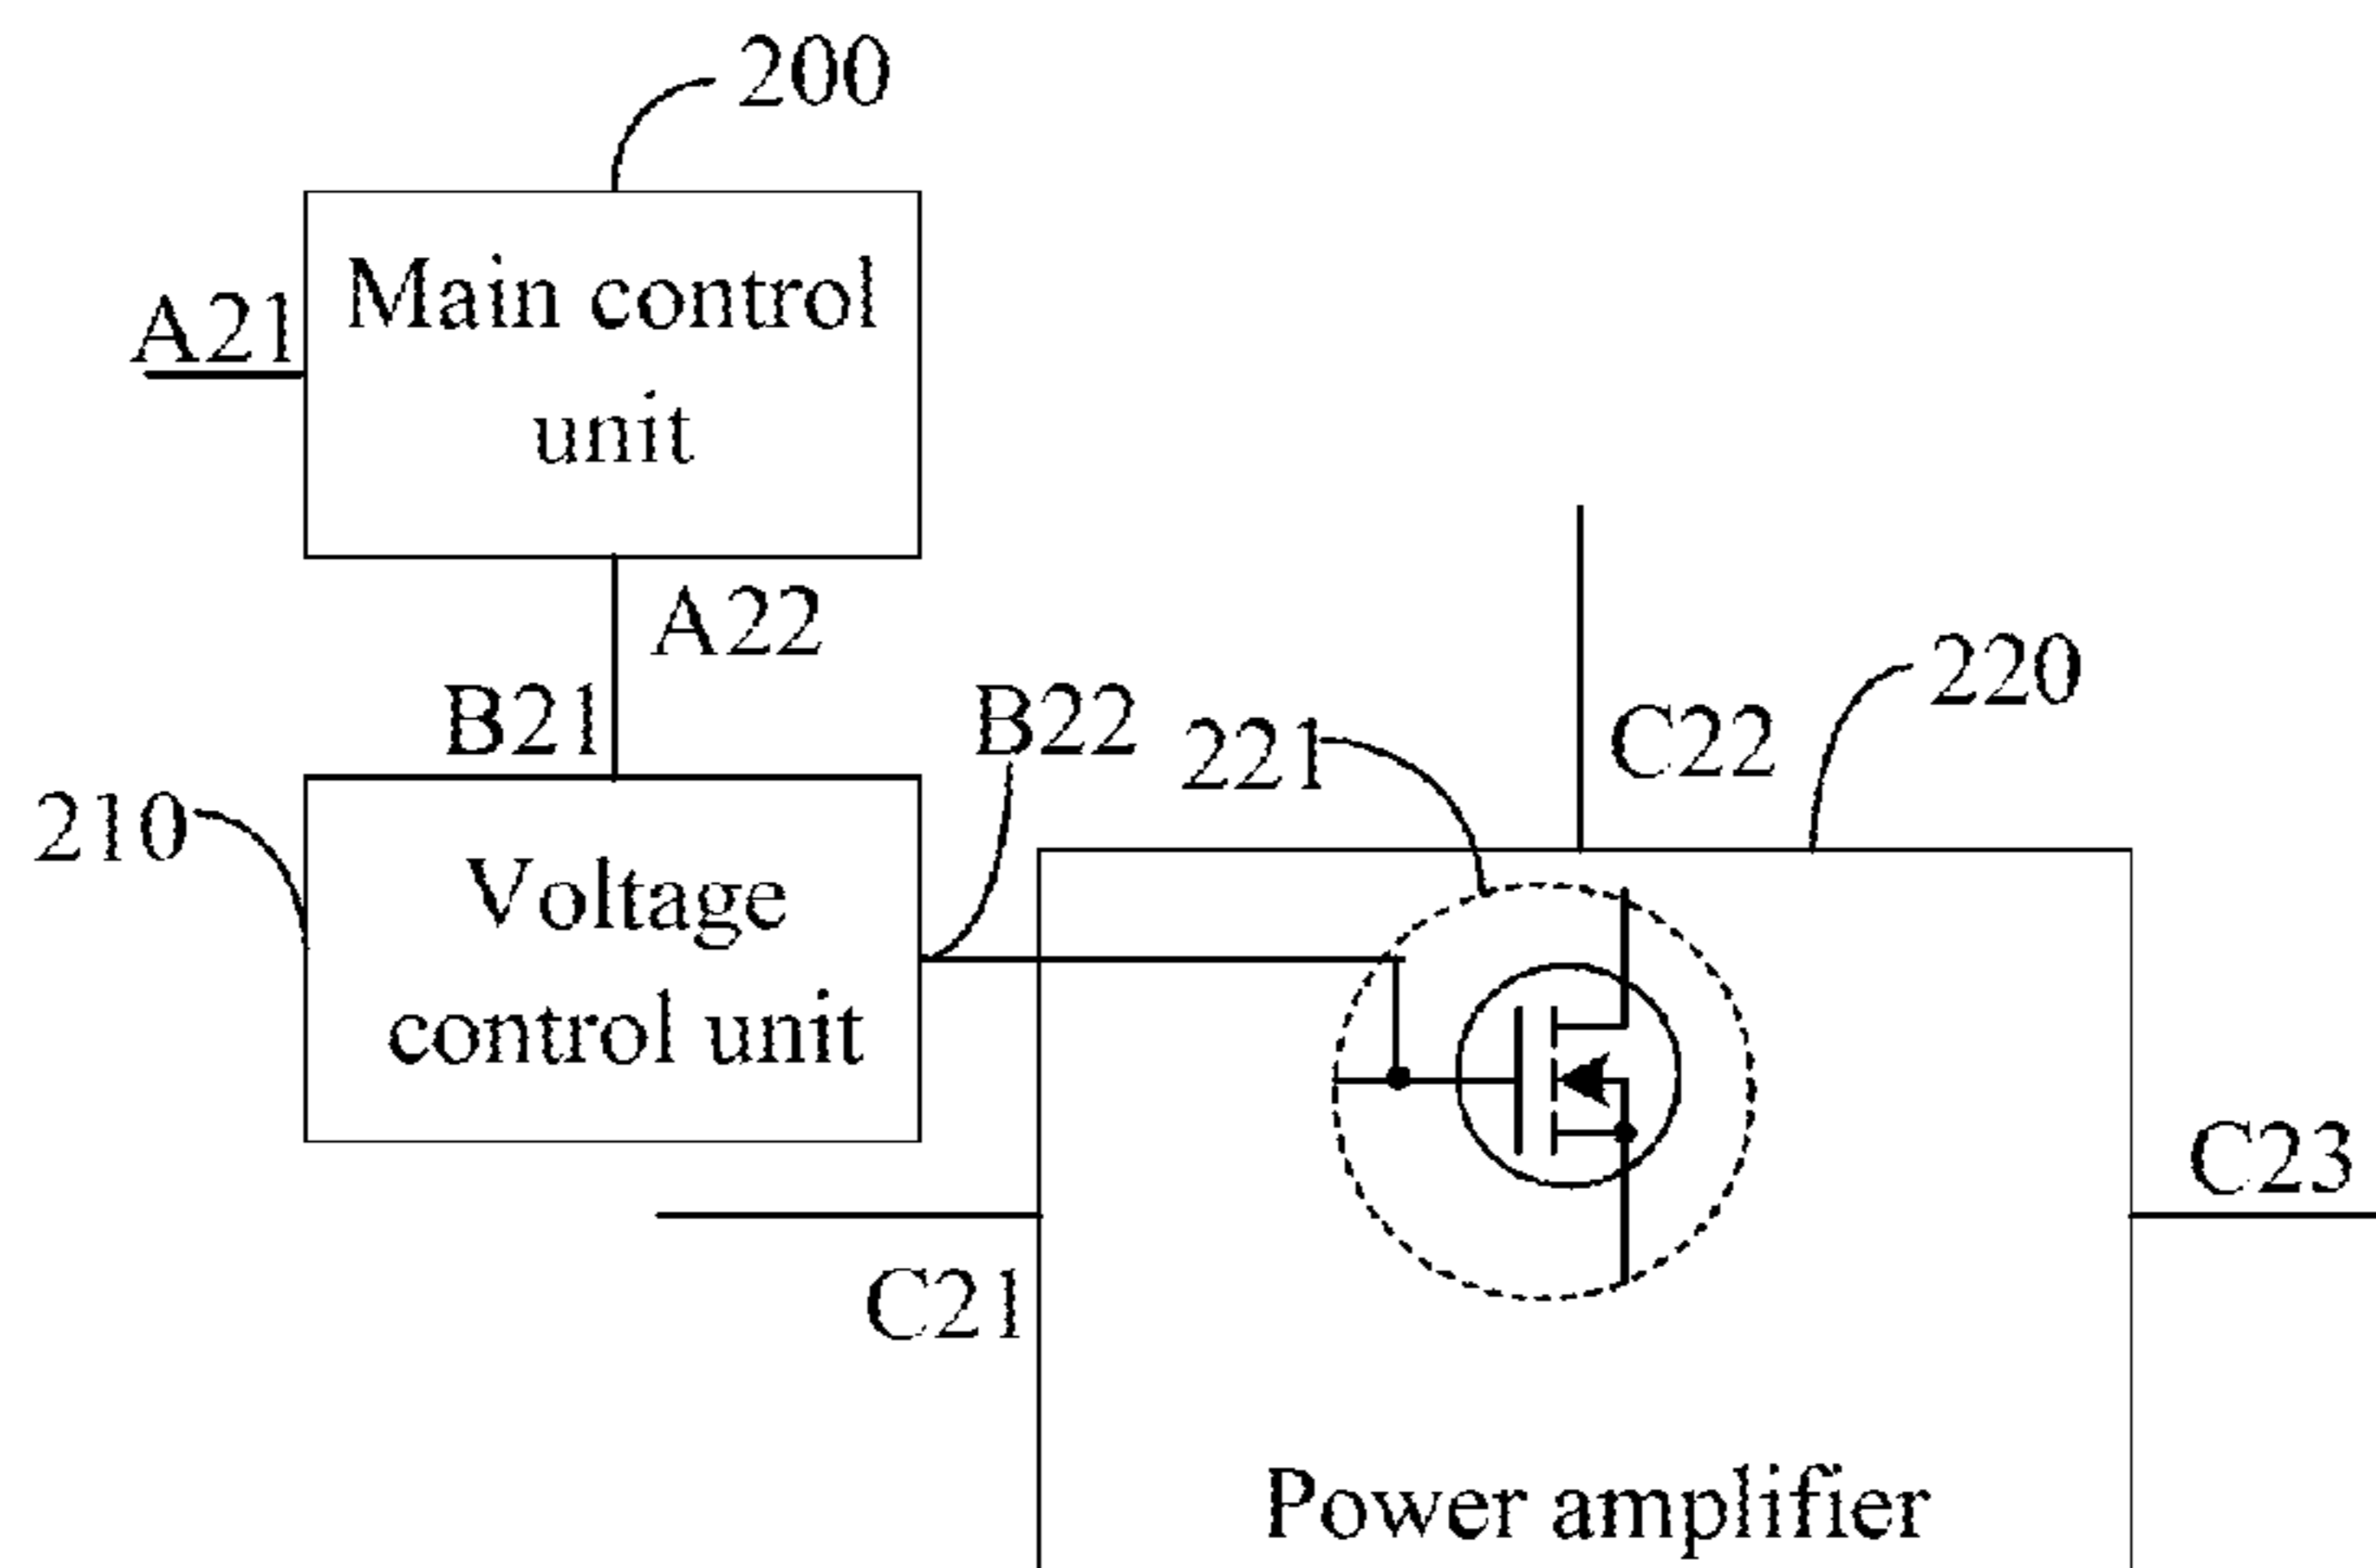 200
A21
Main control
unit
A22
B21
B22
221
C22
220
210
Voltage
control unit
C21
C23
Power amplifier